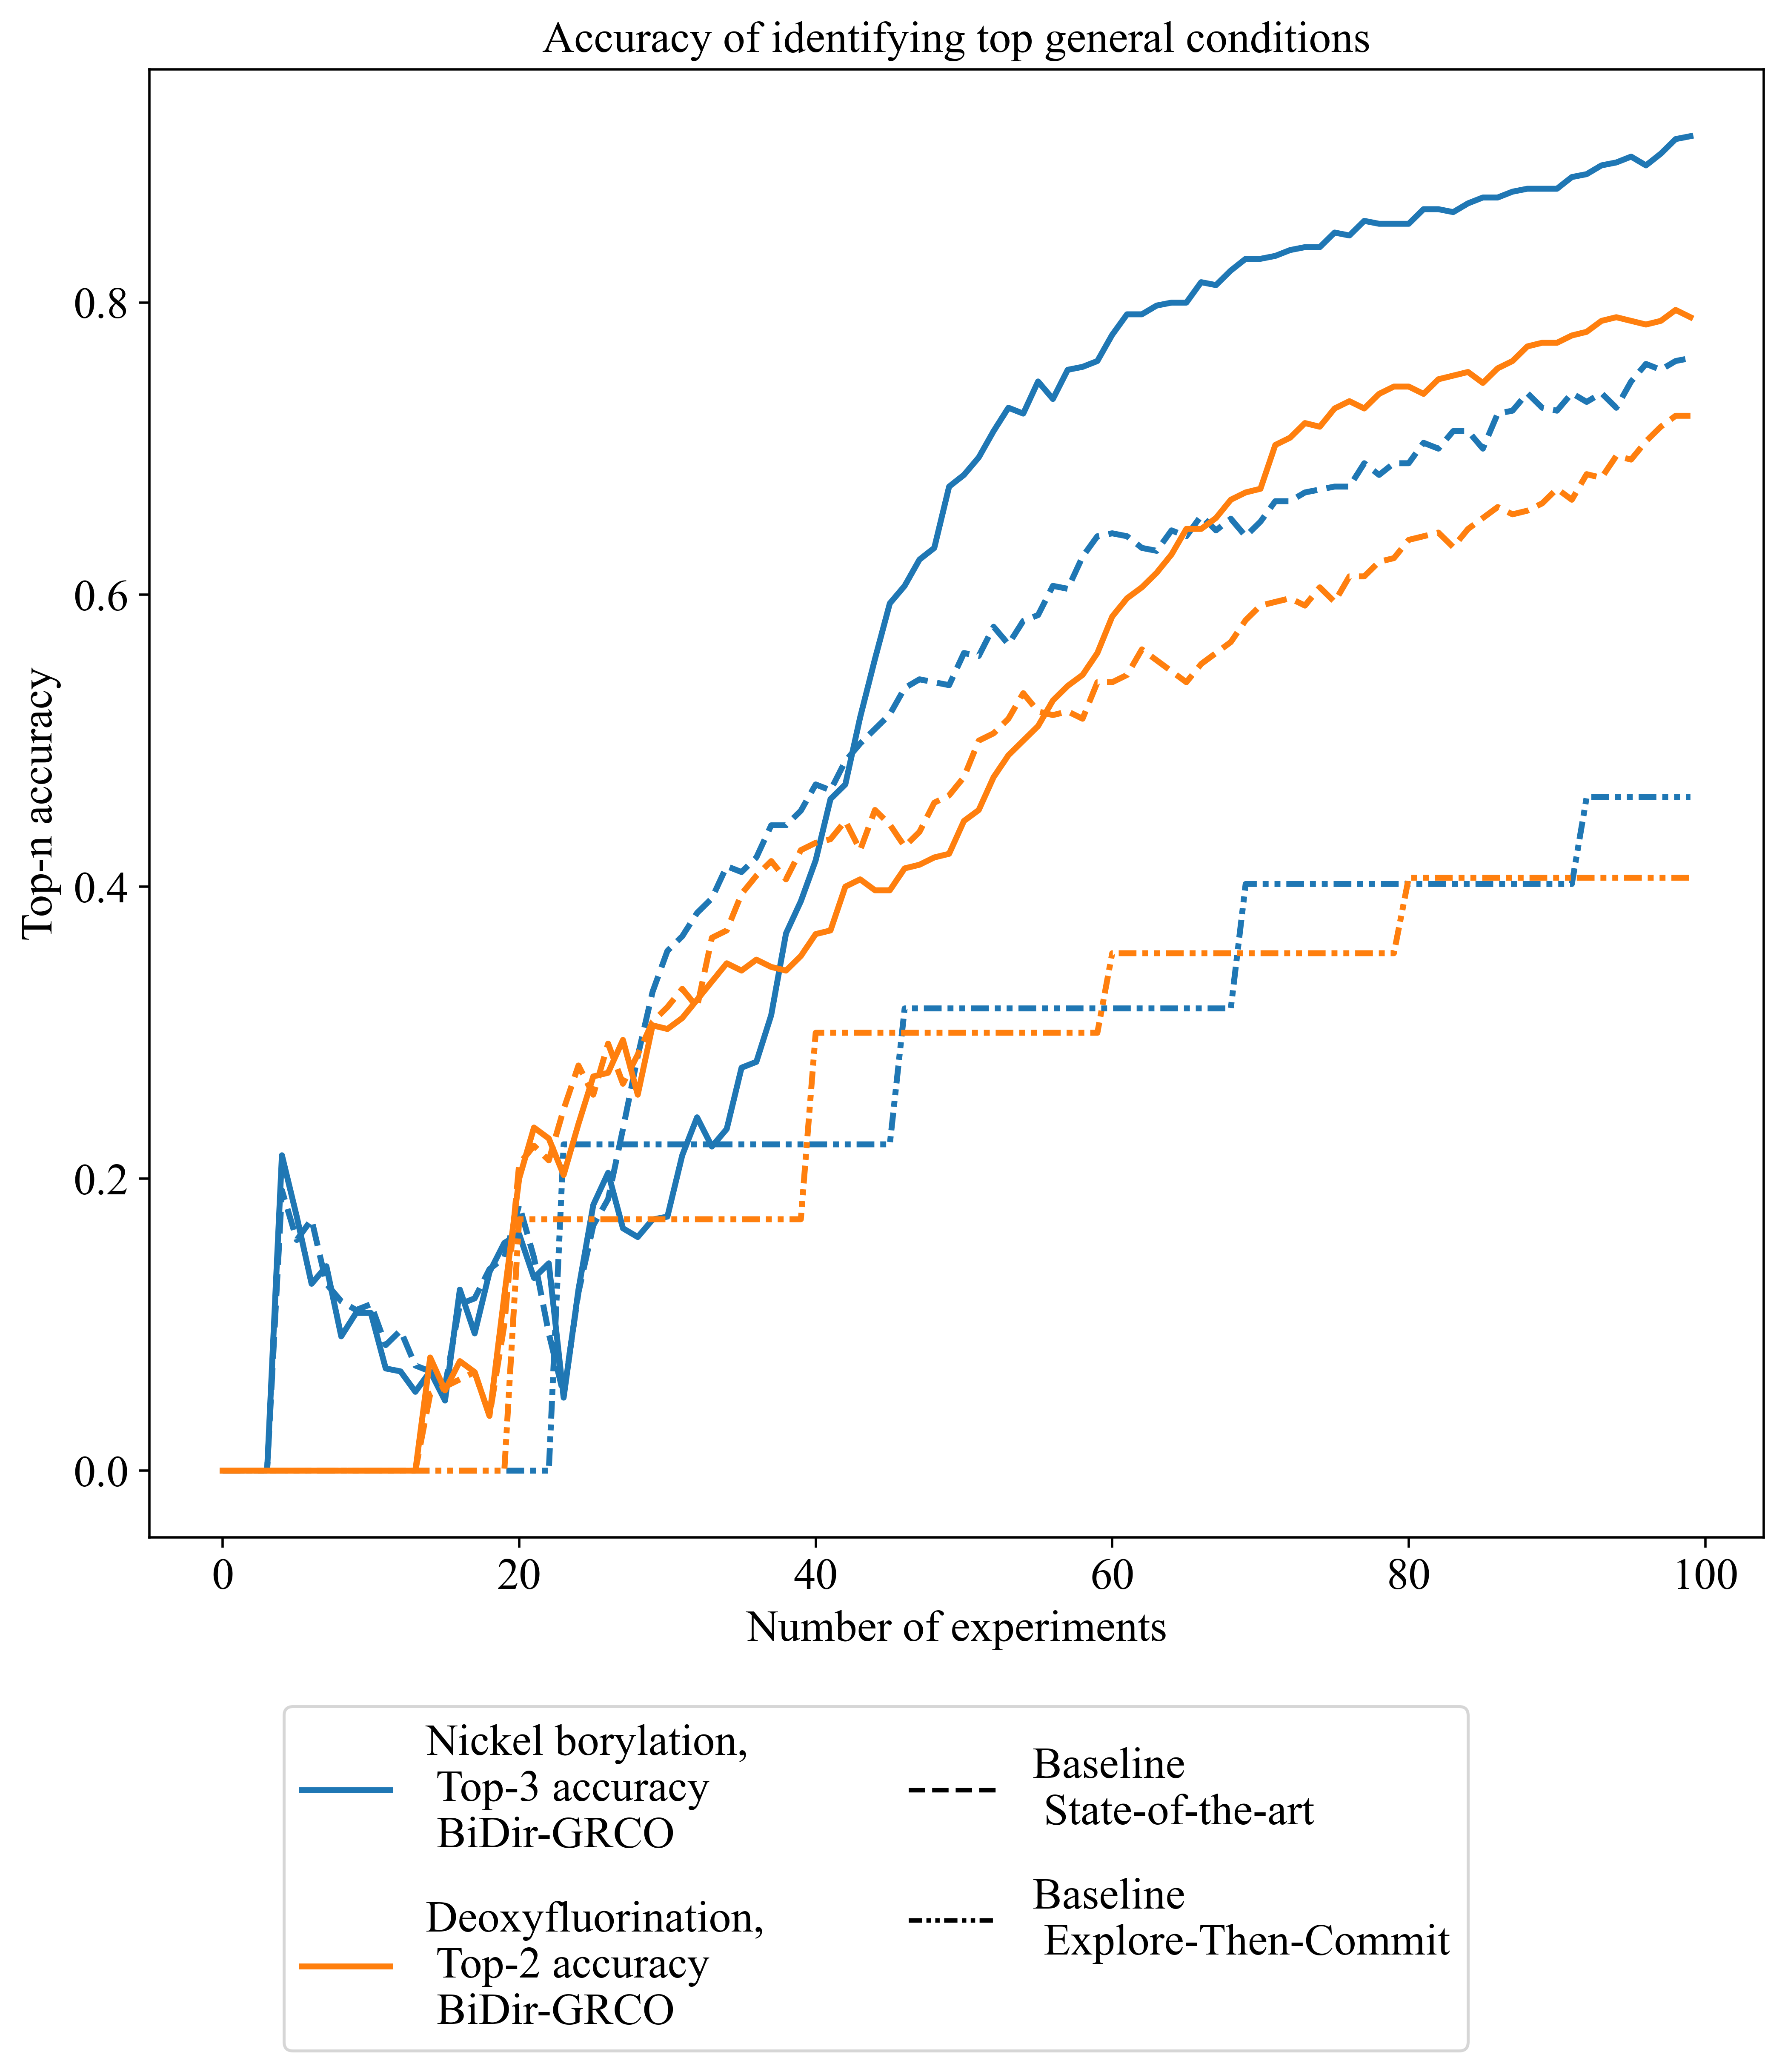 Accuracy of identifying top general conditions
Top-n accuracy
0.8
0.6
0.4
0.2
0.0
0 20 40 60 80 100
Number of experiments
Nickel borylation,
Top-3 accuracy
BiDir-GRCO
Deoxyfluorination,
Top-2 accuracy
BiDir-GRCO
Baseline
State-of-the-art
Baseline
Explore-Then-Commit